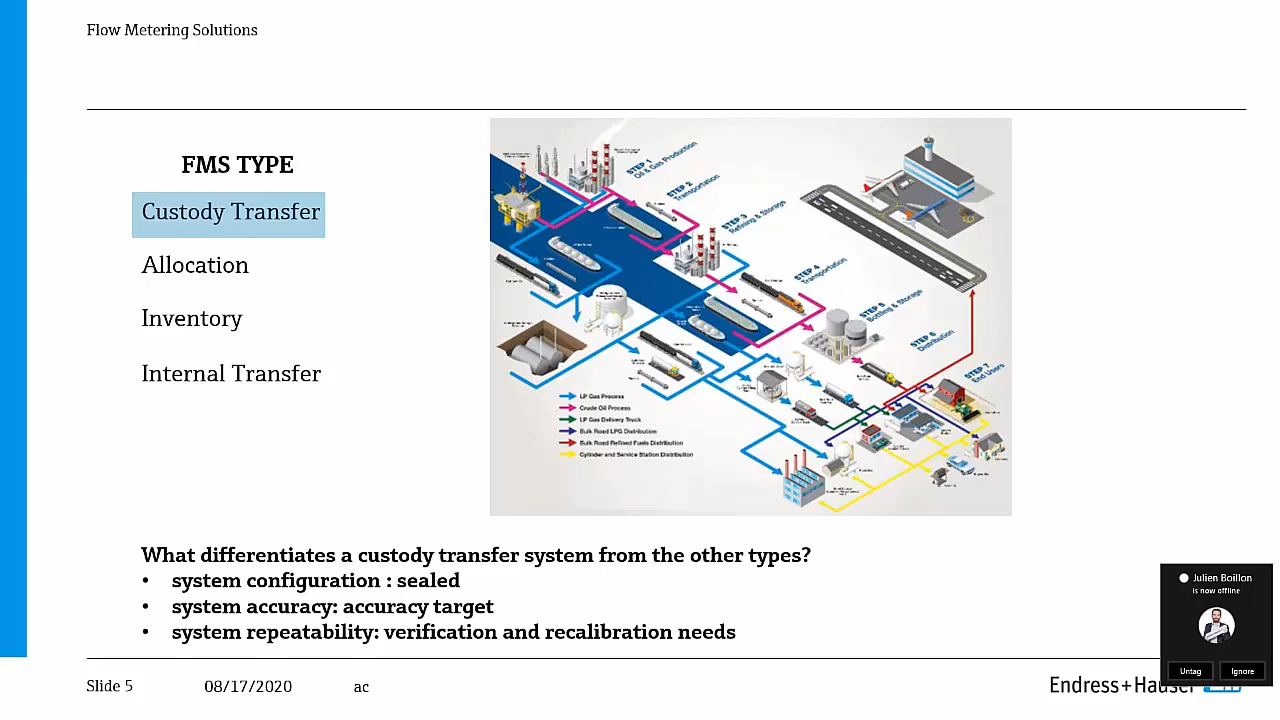 Flow Metering Solutions
FMS TYPE
Custody Transfer
Allocation
Inventory
Internal Transfer
STEP 1
Oil & Gas Production
STEP 2
Transportation
STEP 3
Refining & Storage
STEP 4
Transportation
STEP 5
Bottling & Storage
STEP 6
Distribution
STEP 7
End Users
LP Gas Process
Crude Oil Process
LP Gas Delivery Truck
Bulk Road LPG Distribution
Bulk Road Refined Fuels Distribution
Cylinder and Service Station Distribution
What differentiates a custody transfer system from the other types?
• system configuration : sealed
• system accuracy: accuracy target
• system repeatability: verification and recalibration needs
Julien Boillon
is now offline
Untag
Ignore
Slide 5
08/17/2020
ac
Endress+Hauser